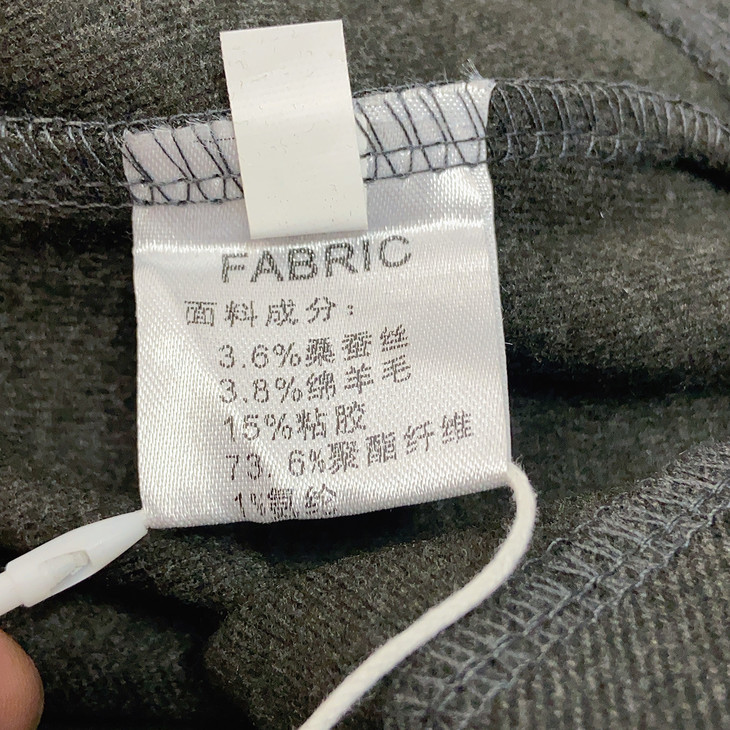 FABRIC
面料成分:
3.6%桑蚕丝
3.8%绵羊毛
15%粘胶
73.6%聚酯纤维
1%氨纶